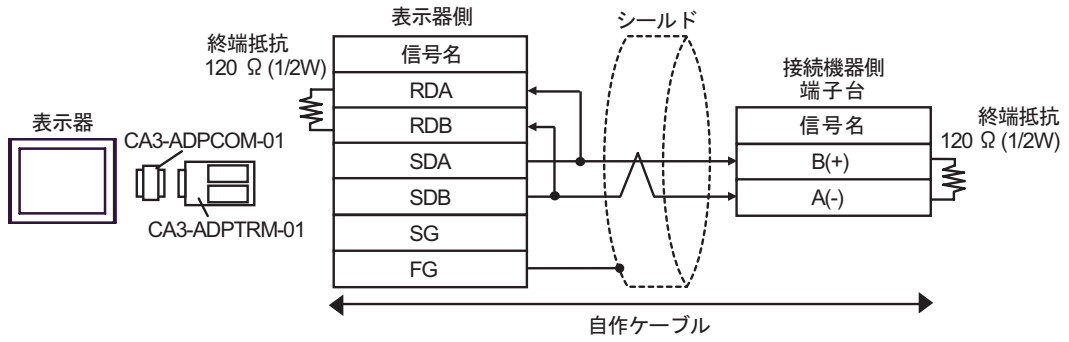 表示器側
シールド
終端抵抗
120 Ω (1/2W)
信号名
RDA
RDB
SDA
SDB
SG
FG
表示器
CA3-ADPCOM-01
CA3-ADPTRM-01
接続機器側
端子台
信号名
B(+)
A(-)
終端抵抗
120 Ω (1/2W)
自作ケーブル